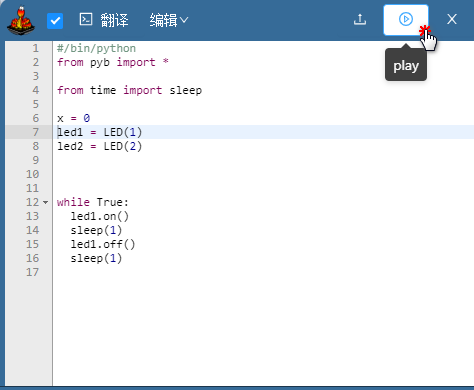 翻译 编辑
play
1 #/bin/python
2 from pyb import *
3
4 from time import sleep
5
6 x = 0
7 led1 = LED(1)
8 led2 = LED(2)
9
10
11
12 while True:
13   led1.on()
14   sleep(1)
15   led1.off()
16   sleep(1)
17